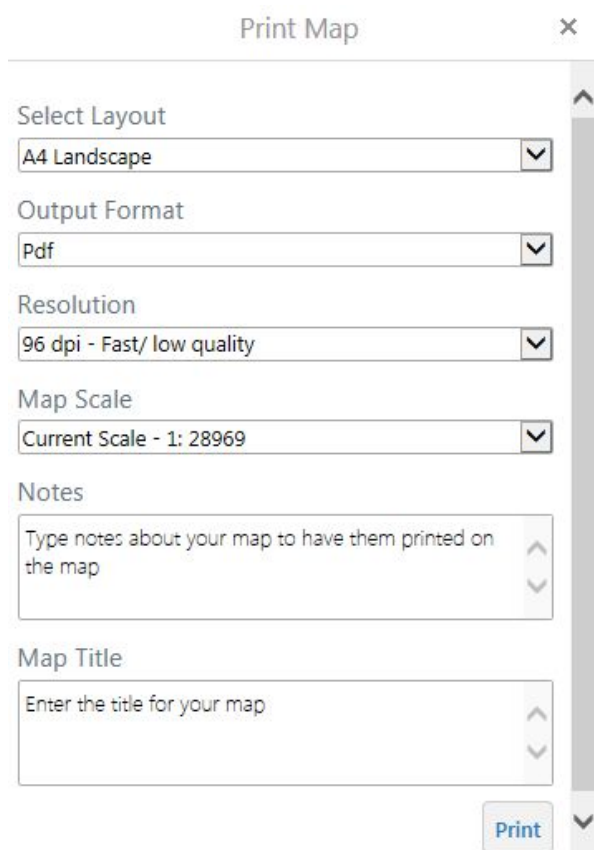 Print Map
Select Layout
A4 Landscape
Output Format
Pdf
Resolution
96 dpi - Fast/ low quality
Map Scale
Current Scale - 1: 28969
Notes
Type notes about your map to have them printed on
the map
Map Title
Enter the title for your map
Print